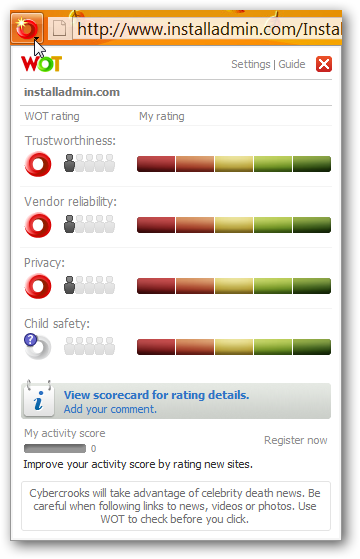 http://www.installadmin.com/Instal
WOT
Settings | Guide
installadmin.com
WOT rating My rating
Trustworthiness:
Vendor reliability:
Privacy:
Child safety:
?
i
View scorecard for rating details.
Add your comment.
My activity score
0
Register now
Improve your activity score by rating new sites.
Cybercrooks will take advantage of celebrity death news. Be
careful when following links to news, videos or photos. Use
WOT to check before you click.